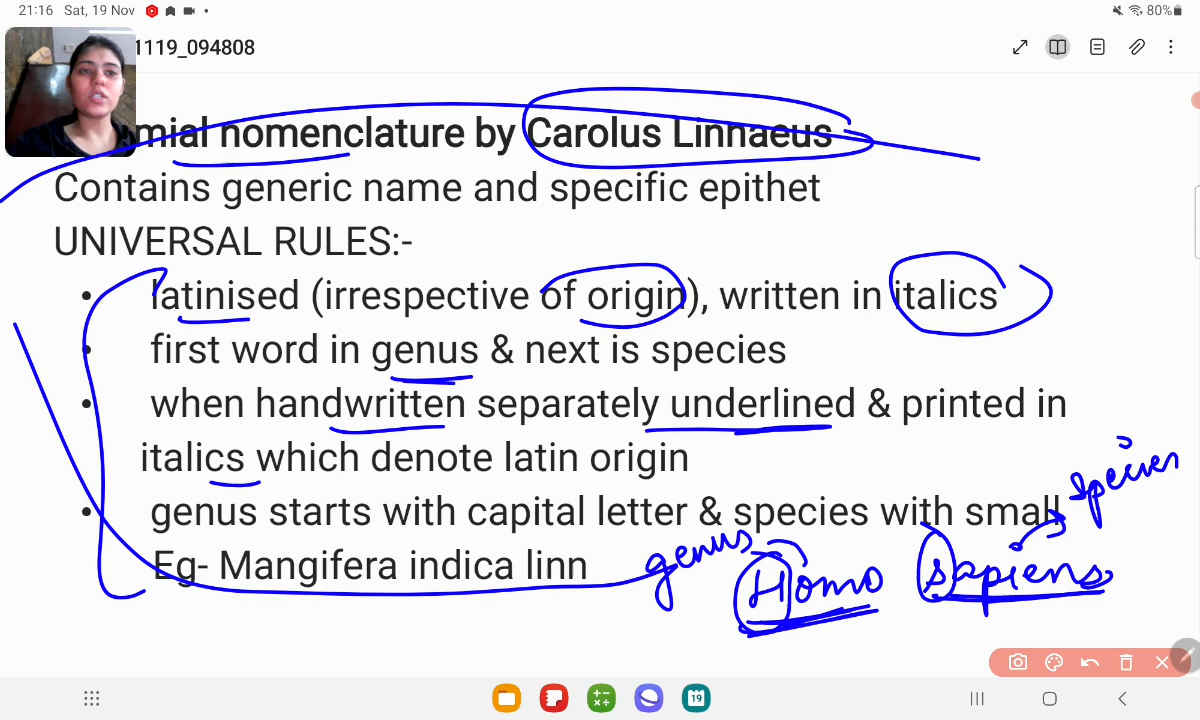 21:16 Sat, 19 Nov
80%
1119_094808
mial nomenclature by Carolus Linnaeus
Contains generic name and specific epithet
UNIVERSAL RULES:-
• latinised (irrespective of origin), written in italics
• first word in genus & next is species
• when handwritten separately underlined & printed in
italics which denote latin origin
• genus starts with capital letter & species with small
species
Eg- Mangifera indica linn
genus
Homo sapiens
19